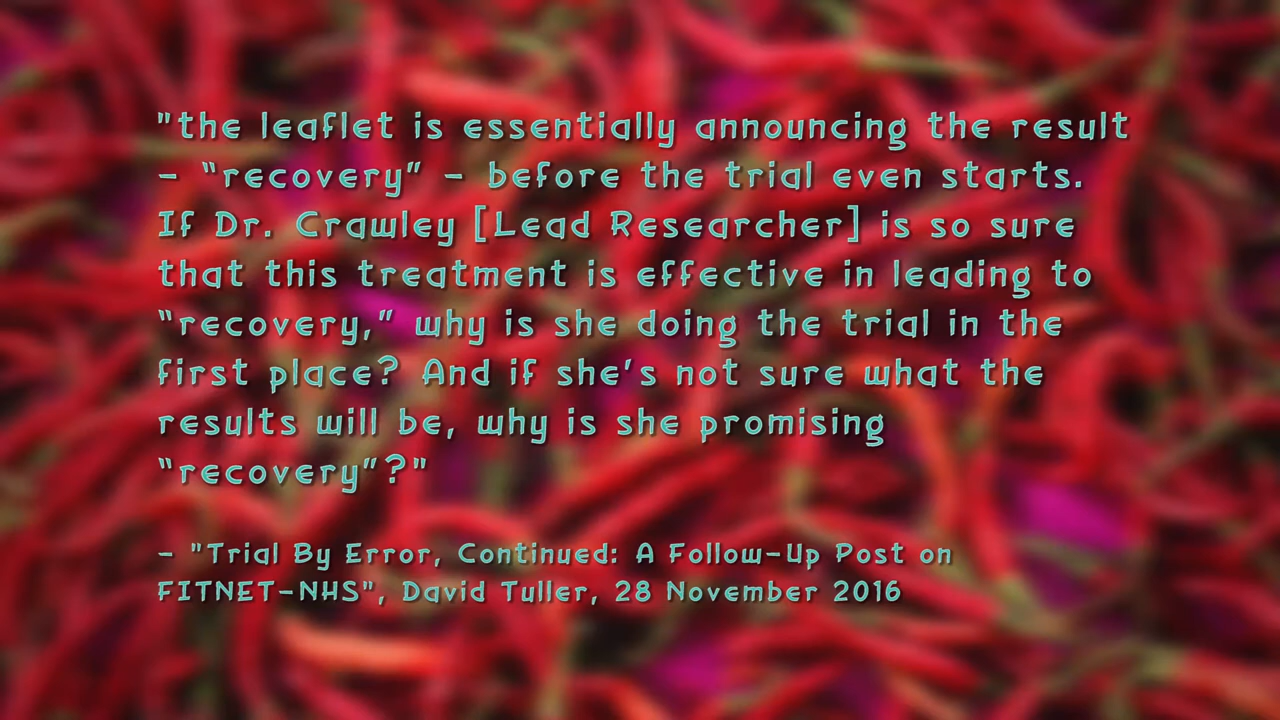 "the leaflet is essentially announcing the result
– “recovery” – before the trial even starts.
If Dr. Crawley [Lead Researcher] is so sure
that this treatment is effective in leading to
“recovery,” why is she doing the trial in the
first place? And if she’s not sure what the
results will be, why is she promising
“recovery”?"
– "Trial By Error, Continued: A Follow-Up Post on
FITNET-NHS", David Tuller, 28 November 2016